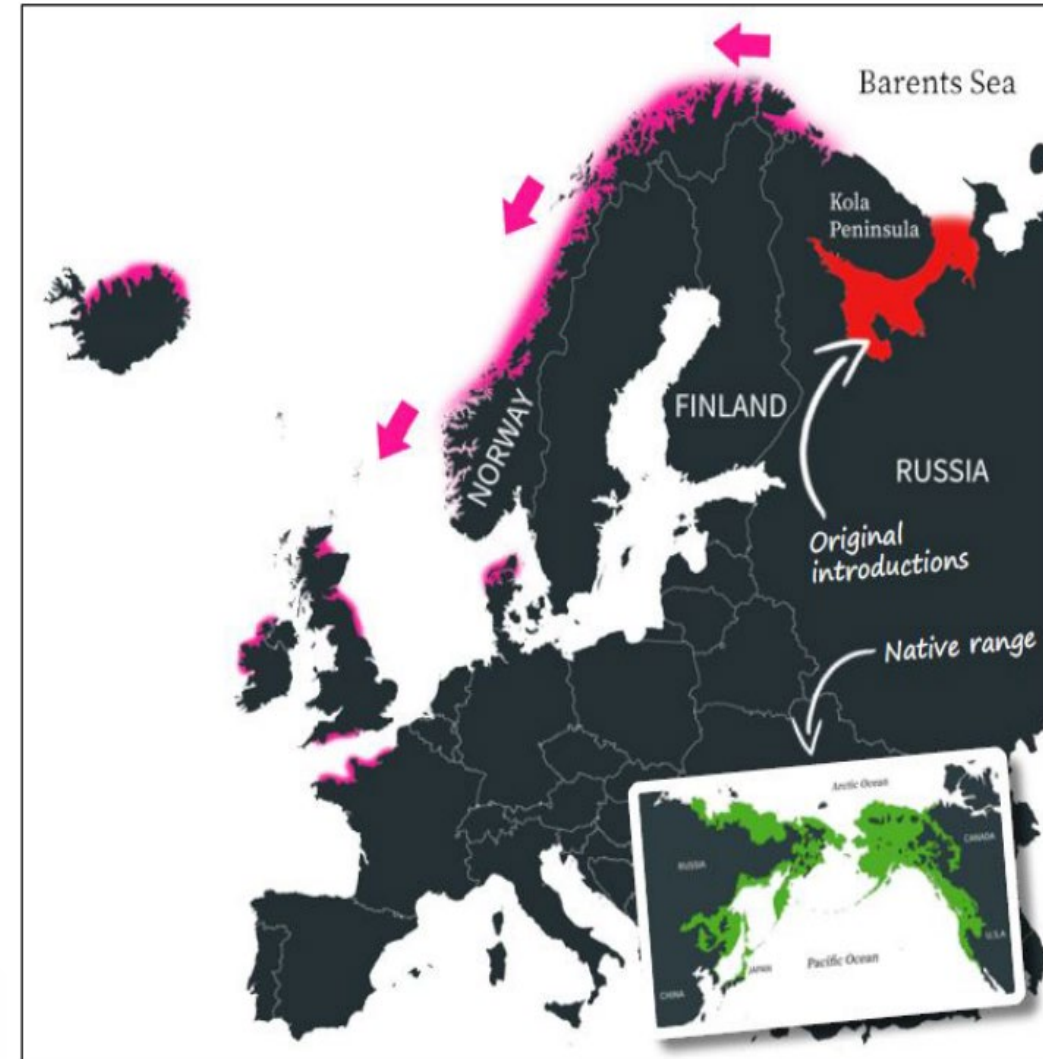 Barents Sea
Kola
Peninsula
NORWAY
FINLAND
RUSSIA
Original
introductions
Native range
Arctic Ocean
RUSSIA
CANADA
U.S.A
JAPAN
Pacific Ocean
CHINA